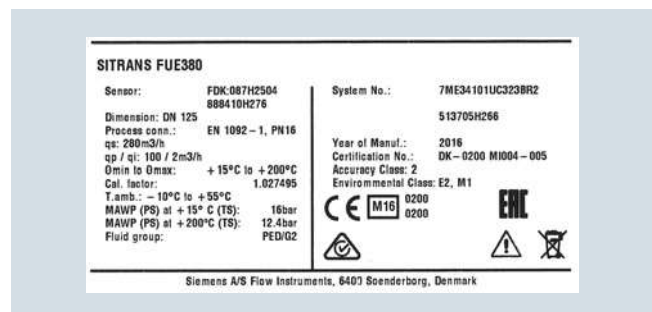 SITRANS FUE380
Sensor: FDK:087H2504
888410H276
Dimension: DN 125
Process conn.: EN 1092-1, PN16
qs: 280m3/h
qp / qi: 100 / 2m3/h
Omin to Omax: +15°C to +200°C
Cal. factor: 1.027495
T.amb.: -10°C to +55°C
MAWP (PS) at +15° C (TS): 16bar
MAWP (PS) at +200°C (TS): 12.4bar
Fluid group: PED/G2
System No.: 7ME34101UC323BR2
513705H266
Year of Manuf.: 2016
Certification No.: DK-0200 MI004-005
Accuracy Class: 2
Enviromental Class: E2, M1
CE M16 0200
0200
EAC
Siemens A/S Flow Instruments, 6400 Soenderborg, Denmark